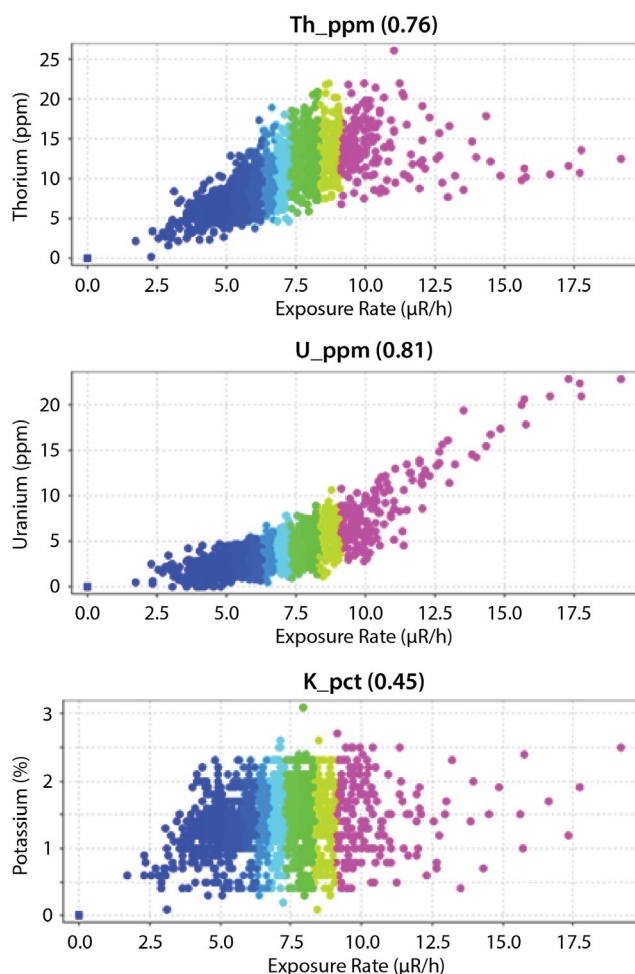 Th_ppm (0.76)
Thorium (ppm)
25
20
15
10
5
0
0.0 2.5 5.0 7.5 10.0 12.5 15.0 17.5
Exposure Rate (µR/h)
U_ppm (0.81)
Uranium (ppm)
20
15
10
5
0
0.0 2.5 5.0 7.5 10.0 12.5 15.0 17.5
Exposure Rate (µR/h)
K_pct (0.45)
Potassium (%)
3
2
1
0
0.0 2.5 5.0 7.5 10.0 12.5 15.0 17.5
Exposure Rate (µR/h)